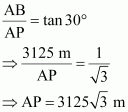 AB/AP = tan 30°
⇒ 3125 m/AP = 1/√3
⇒ AP = 3125√3 m